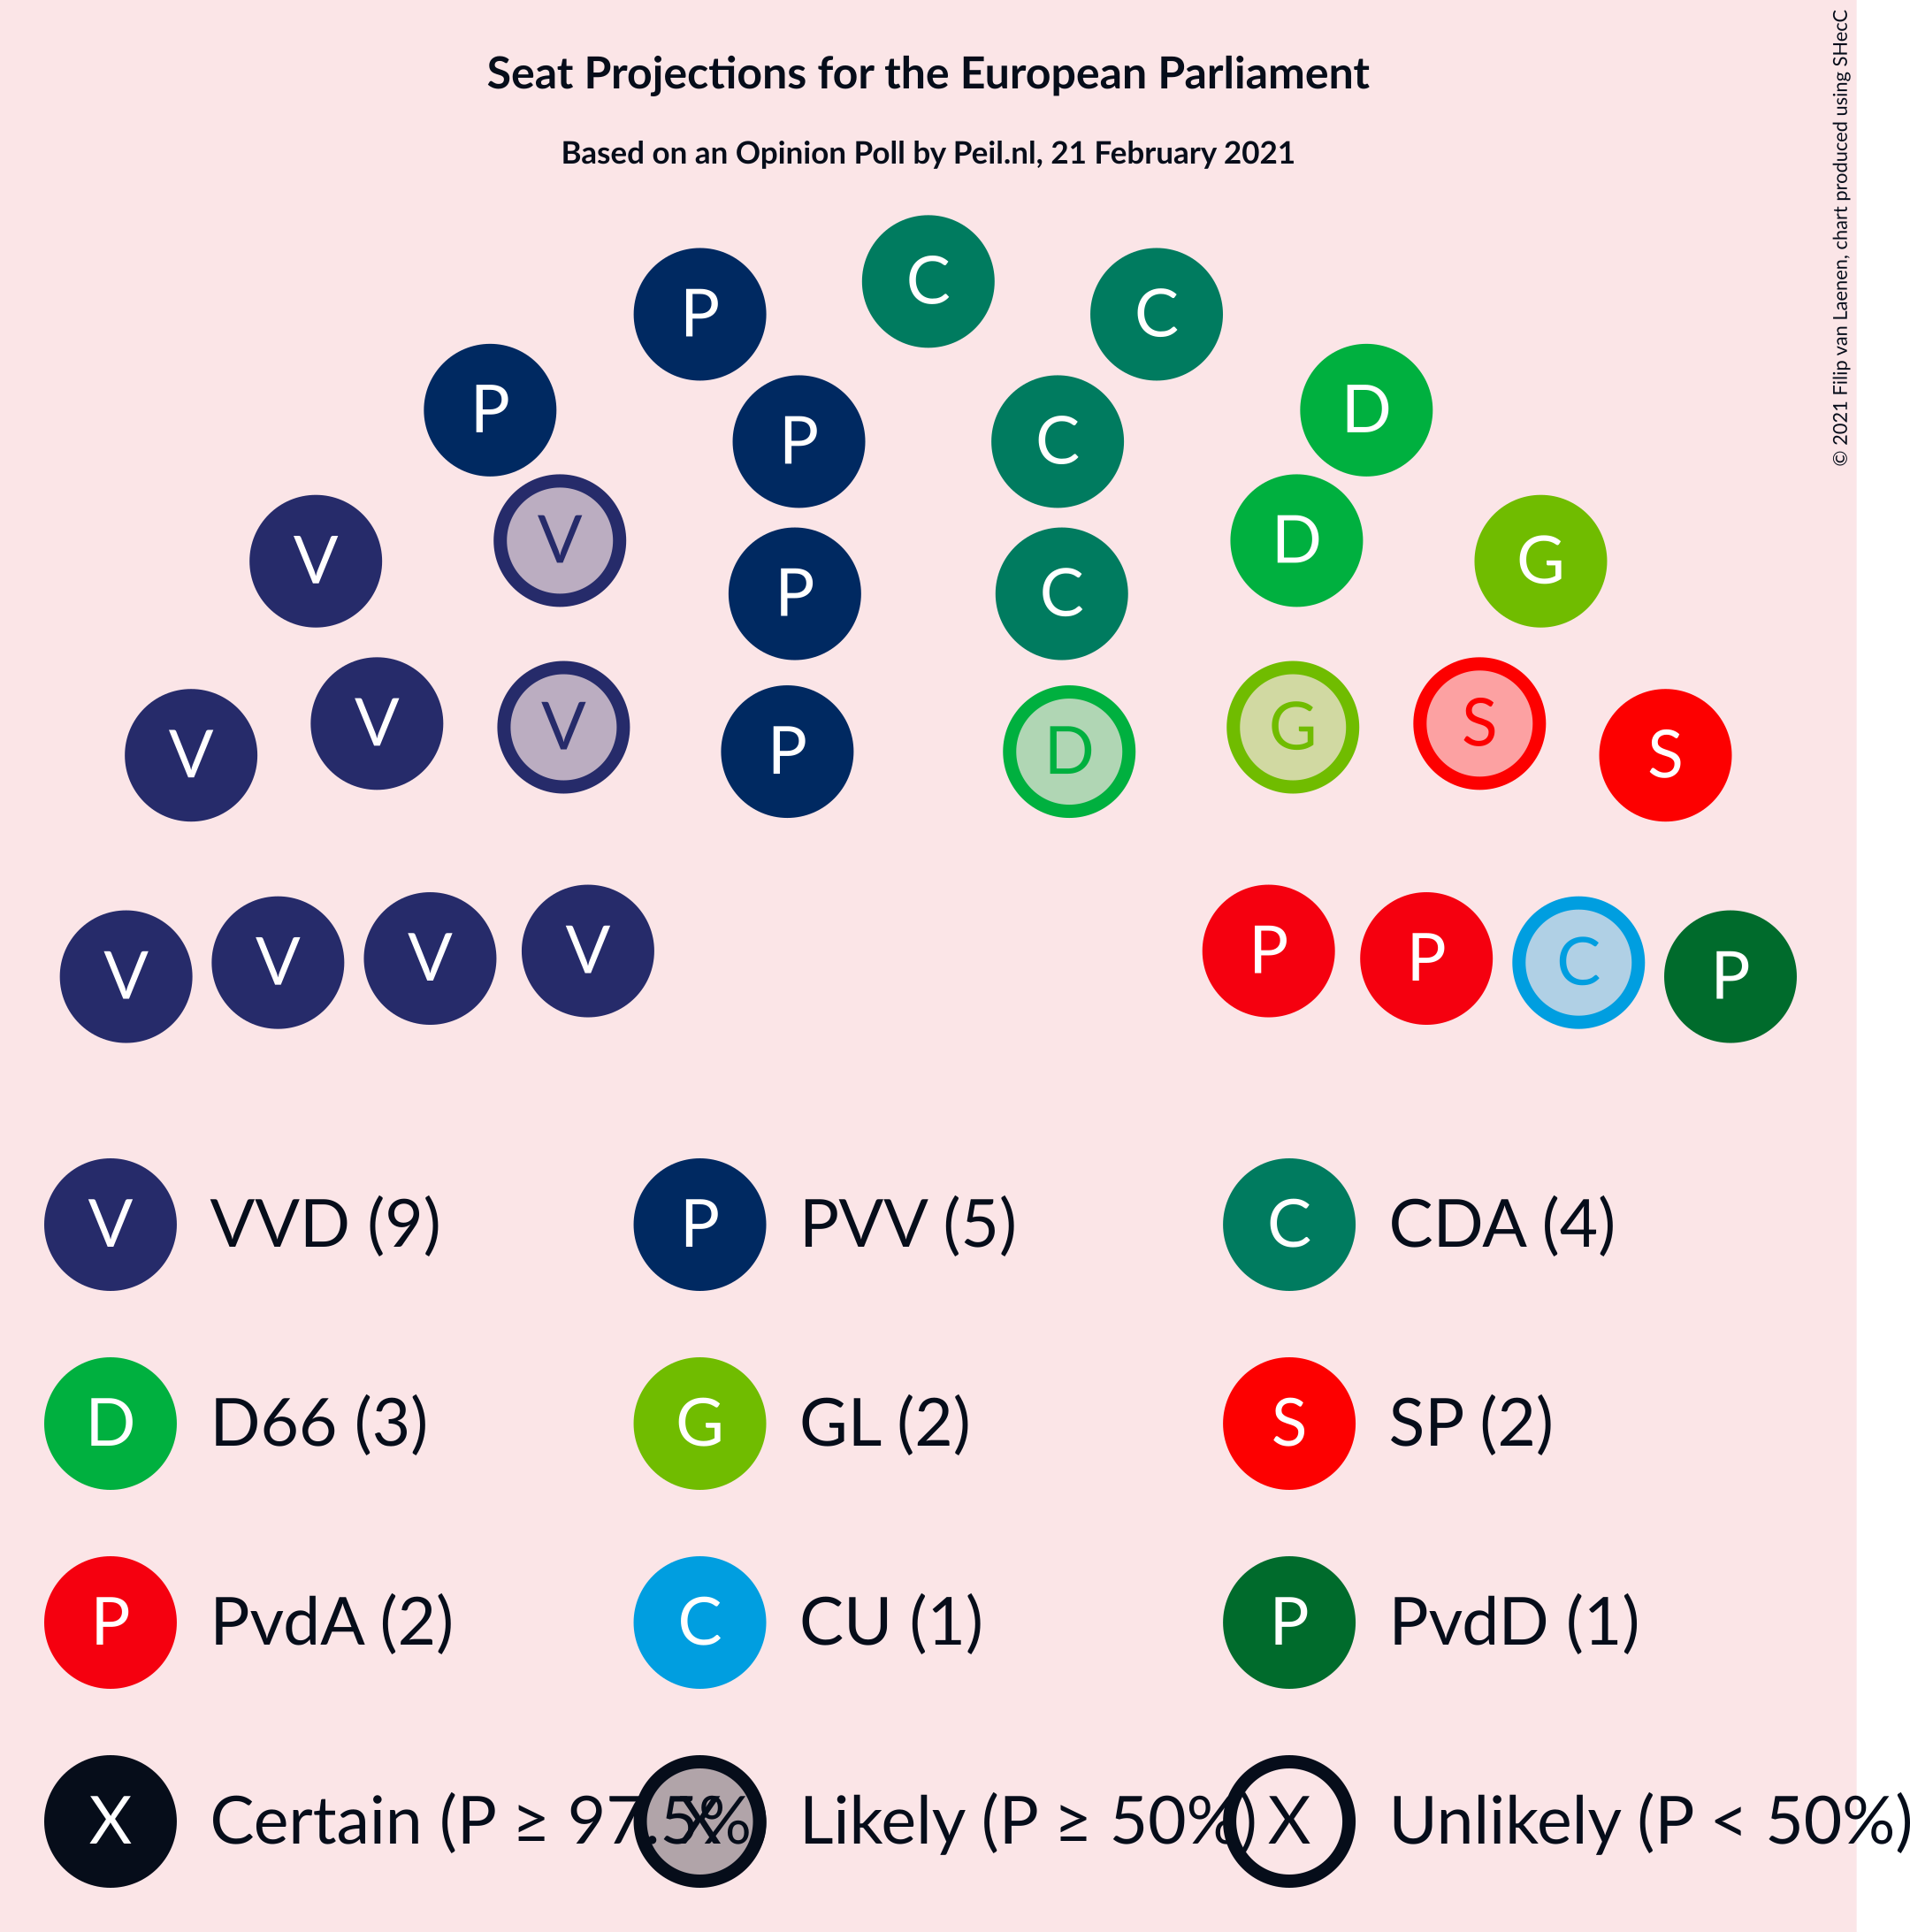 Seat Projections for the European Parliament
Based on an Opinion Poll by Peil.nl, 21 February 2021
© 2021 Filip van Laenen, chart produced using SHecC
C
P C
P D
P C
V D
V G
P C
V S
V V G S
P D
V V V V P P C P
V VVD (9) P PVV (5) C CDA (4)
D D66 (3) G GL (2) S SP (2)
P PvdA (2) C CU (1) P PvdD (1)
X Certain (P ≥ 97.5%) X Likely (P ≥ 50%) X Unlikely (P < 50%)